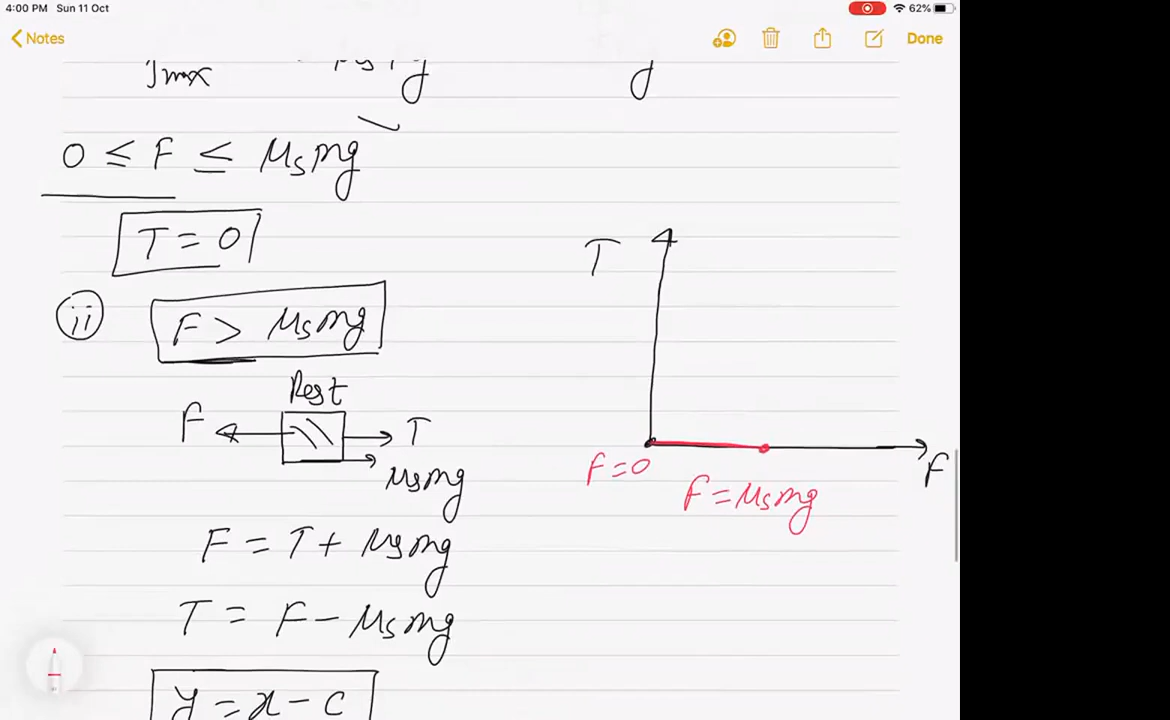 4:00 PM Sun 11 Oct
62%
Notes
Done
0 ≤ F ≤ μsmg
T = 0
ii
F > μsmg
Rest
F
T
μsmg
F = T + μsmg
T = F - μsmg
y = x - c
T
F
F = 0
F = μsmg